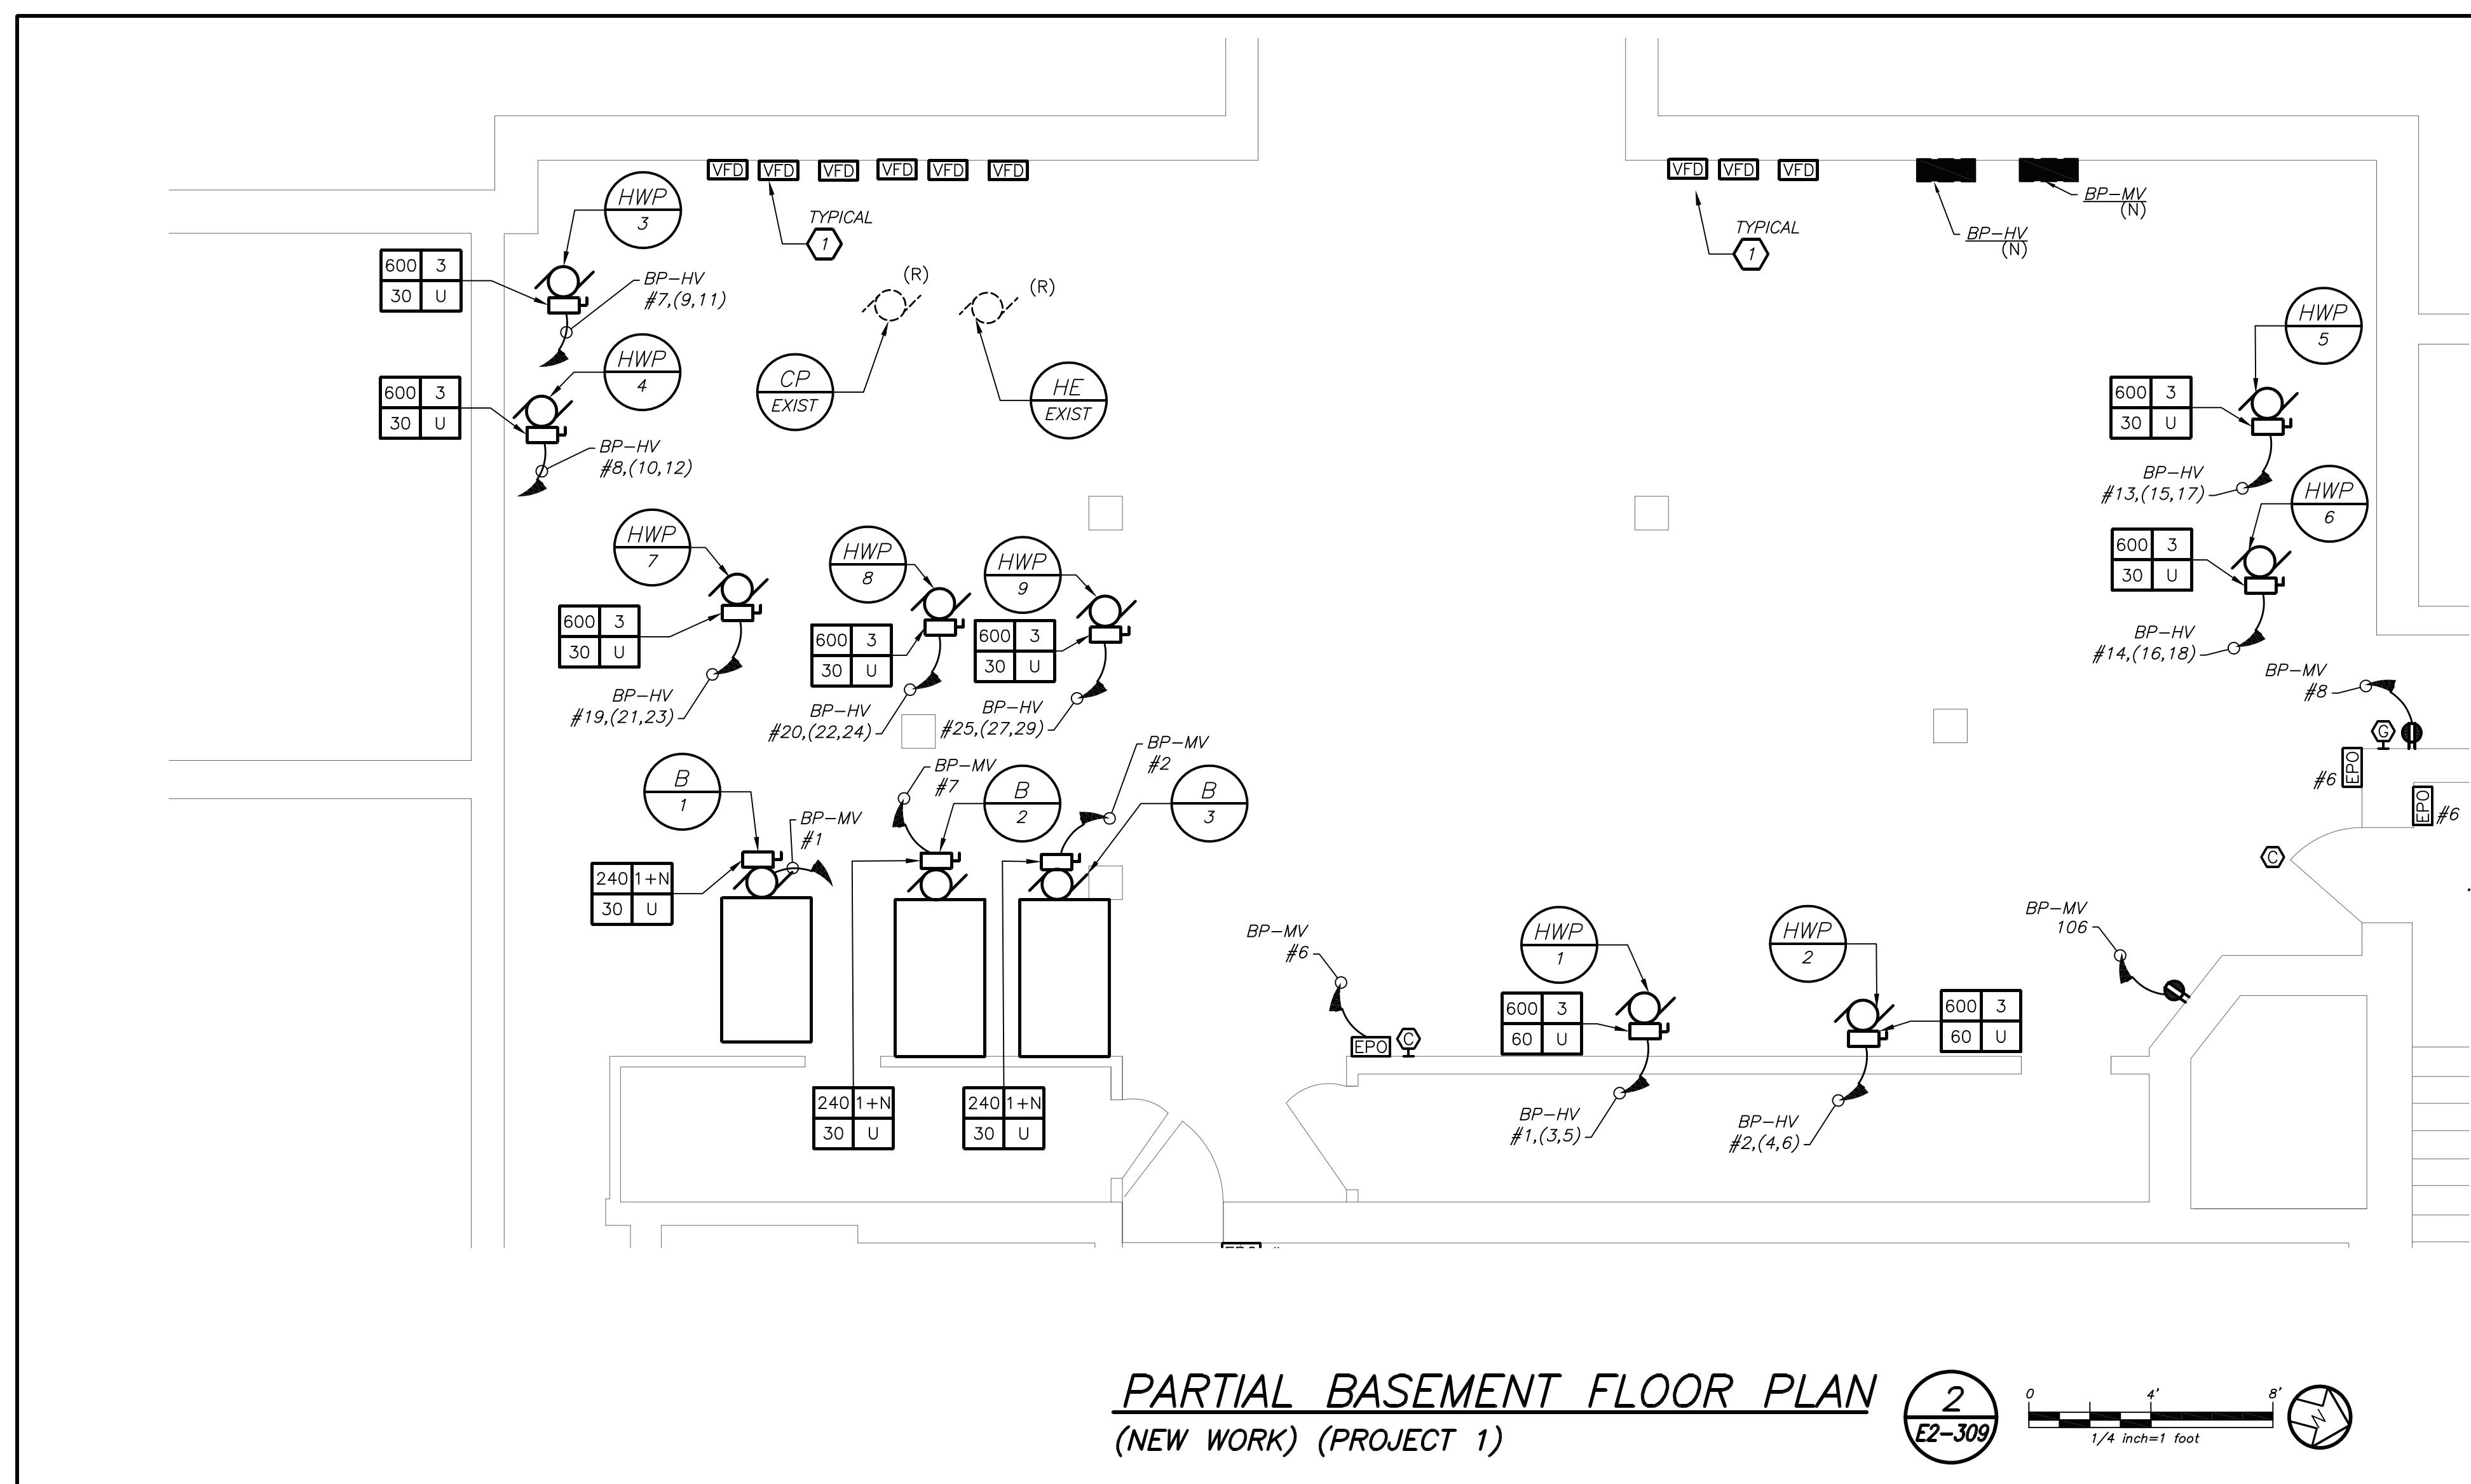 VFD
VFD
VFD
VFD
VFD
VFD
VFD
VFD
VFD
HWP
3
TYPICAL
1
TYPICAL
1
BP-MV
(N)
BP-HV
(N)
600 3
30 U
BP-HV
#7,(9,11)
(R)
(R)
HWP
4
CP
EXIST
HE
EXIST
HWP
5
600 3
30 U
BP-HV
#8,(10,12)
600 3
30 U
BP-HV
#13,(15,17)
HWP
6
HWP
7
HWP
8
HWP
9
600 3
30 U
600 3
30 U
600 3
30 U
600 3
30 U
BP-HV
#14,(16,18)
BP-HV
#19,(21,23)
BP-HV
#20,(22,24)
BP-HV
#25,(27,29)
BP-MV
#8
G
EPO
#6
EPO
#6
C
B
1
BP-MV
#7
B
2
BP-MV
#2
B
3
BP-MV
#1
240 1+N
30 U
BP-MV
#6
EPO
C
HWP
1
HWP
2
BP-MV
106
600 3
60 U
600 3
60 U
240 1+N
30 U
240 1+N
30 U
BP-HV
#1,(3,5)
BP-HV
#2,(4,6)
PARTIAL BASEMENT FLOOR PLAN
(NEW WORK) (PROJECT 1)
2
E2-309
0 4' 8'
1/4 inch=1 foot
N